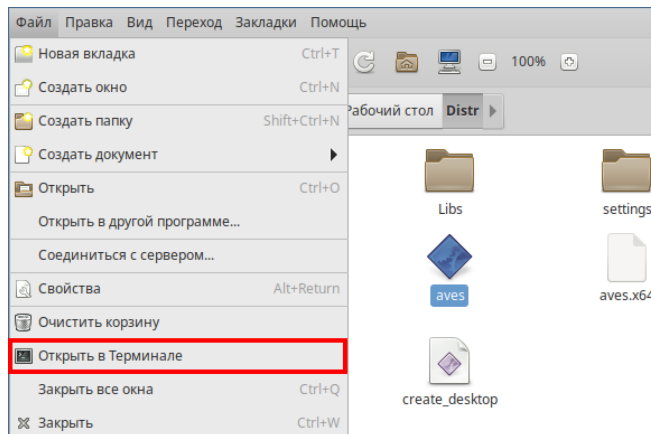 Файл Правка Вид Переход Закладки Помощь
Новая вкладка Ctrl+T
Создать окно Ctrl+N
Создать папку Shift+Ctrl+N
Создать документ
Открыть Ctrl+O
Открыть в другой программе...
Соединиться с сервером...
Свойства Alt+Return
Очистить корзину
Открыть в Терминале
Закрыть все окна Ctrl+Q
Закрыть Ctrl+W
100%
Рабочий стол Distr
Libs settings
aves aves.x64
create_desktop